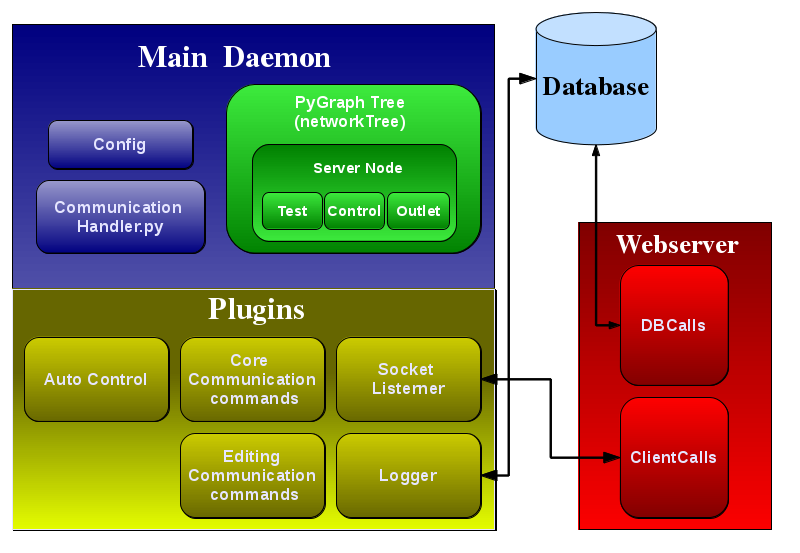 Main Daemon
PyGraph Tree
(networkTree)
Config
Server Node
Communication
Handler.py
Test
Control
Outlet
Database
Webserver
DBCalls
ClientCalls
Plugins
Auto Control
Core
Communication
commands
Socket
Listerner
Editing
Communication
commands
Logger